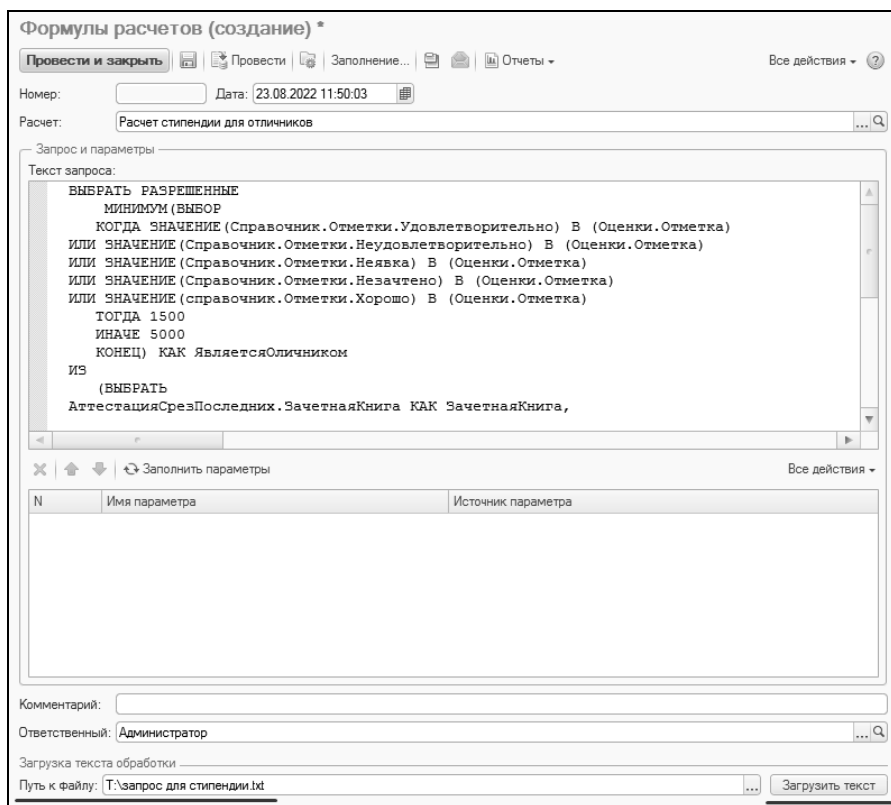 Формулы расчетов (создание) *
Провести и закрыть Провести Заполнение... Отчеты Все действия ?
Номер: Дата: 23.08.2022 11:50:03
Расчет: Расчет стипендии для отличников ...
Запрос и параметры
Текст запроса:
ВЫБРАТЬ РАЗРЕШЕННЫЕ
МИНИМУМ(ВЫБОР
КОГДА ЗНАЧЕНИЕ(Справочник.Отметки.Удовлетворительно) В (Оценки.Отметка)
ИЛИ ЗНАЧЕНИЕ(Справочник.Отметки.Неудовлетворительно) В (Оценки.Отметка)
ИЛИ ЗНАЧЕНИЕ(Справочник.Отметки.Неявка) В (Оценки.Отметка)
ИЛИ ЗНАЧЕНИЕ(Справочник.Отметки.Незачтено) В (Оценки.Отметка)
ИЛИ ЗНАЧЕНИЕ(справочник.Отметки.Хорошо) В (Оценки.Отметка)
ТОГДА 1500
ИНАЧЕ 5000
КОНЕЦ) КАК ЯвляетсяОличником
ИЗ
(ВЫБРАТЬ
АттестацияСрезПоследних.ЗачетнаяКнига КАК ЗачетнаяКнига,
Заполнить параметры Все действия
N Имя параметра Источник параметра
Комментарий:
Ответственный: Администратор ...
Загрузка текста обработки
Путь к файлу: T:\запрос для стипендии.txt ... Загрузить текст